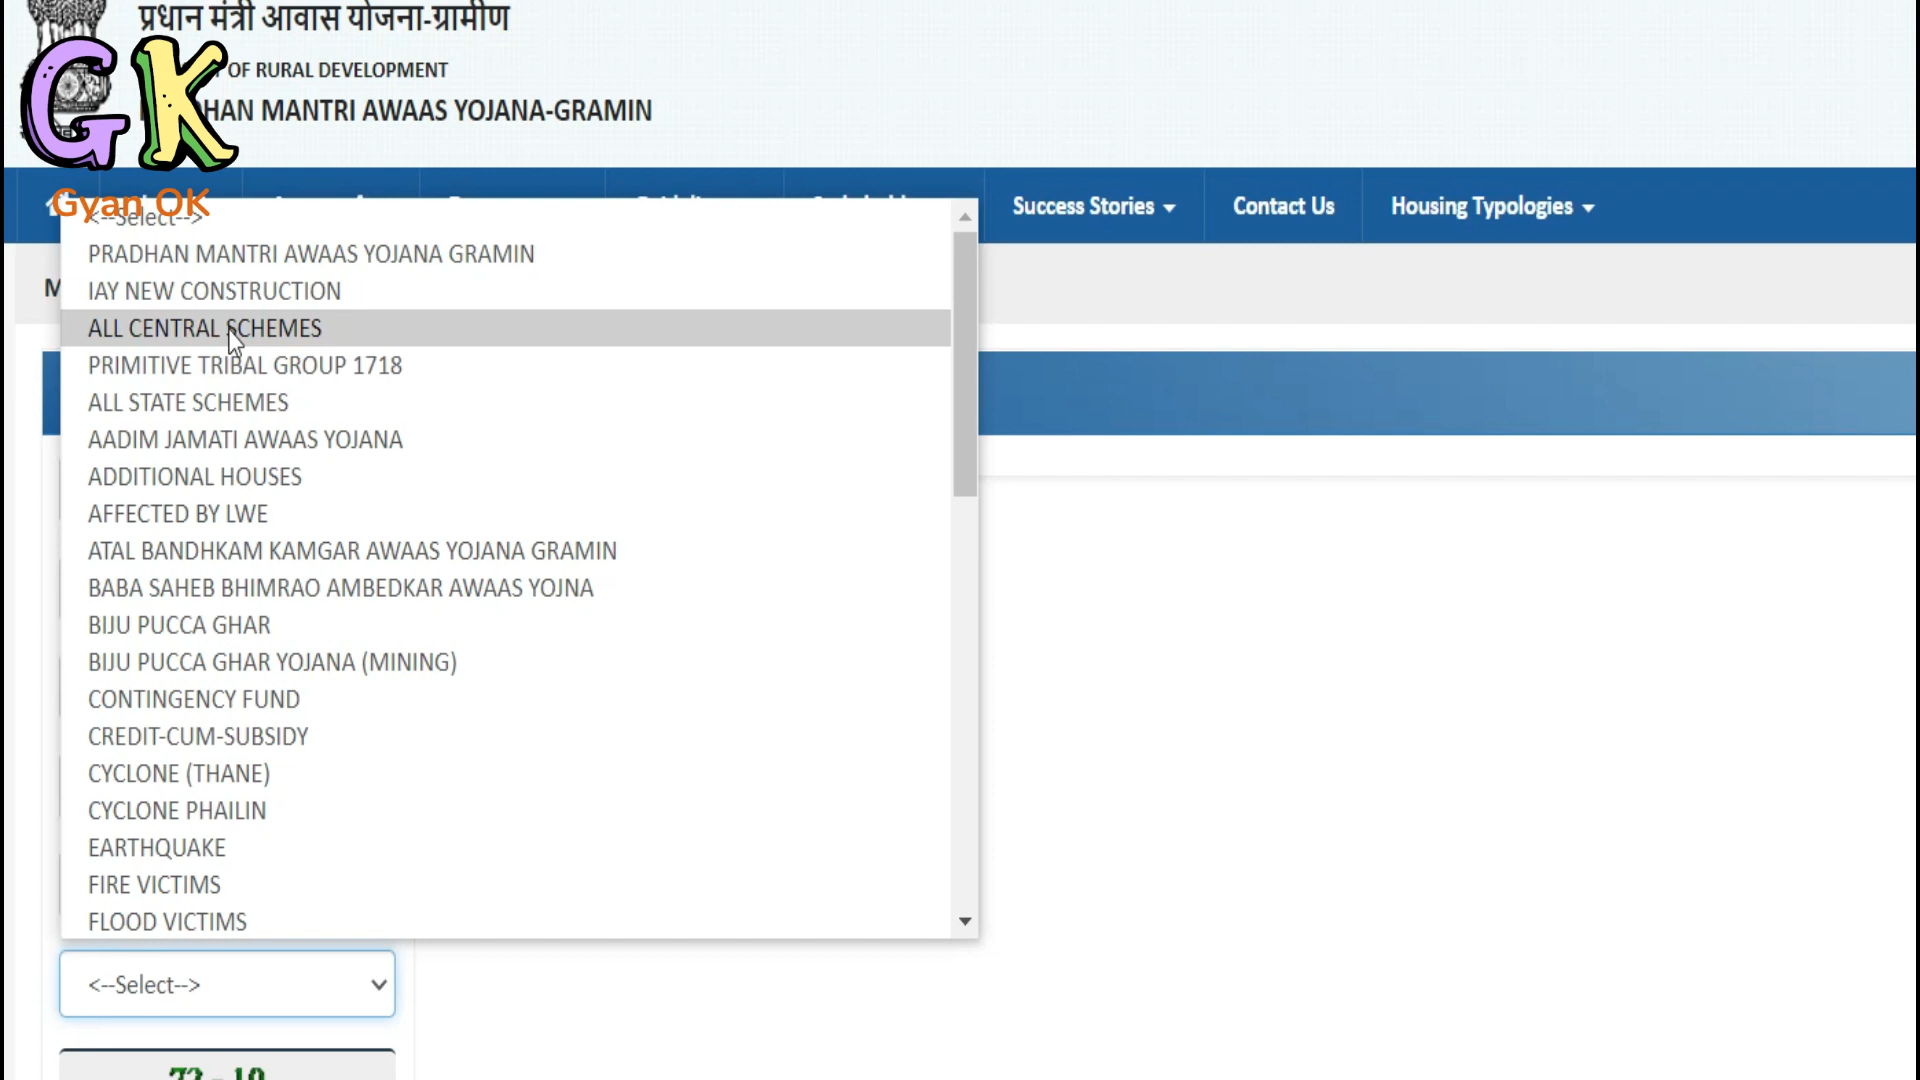 प्रधान मंत्री आवास योजना-ग्रामीण
OF RURAL DEVELOPMENT
MANTRI AWAAS YOJANA-GRAMIN
GK
Gyan OK
Success Stories
Contact Us
Housing Typologies
<--Select-->
PRADHAN MANTRI AWAAS YOJANA GRAMIN
IAY NEW CONSTRUCTION
ALL CENTRAL SCHEMES
PRIMITIVE TRIBAL GROUP 1718
ALL STATE SCHEMES
AADIM JAMATI AWAAS YOJANA
ADDITIONAL HOUSES
AFFECTED BY LWE
ATAL BANDHKAM KAMGAR AWAAS YOJANA GRAMIN
BABA SAHEB BHIMRAO AMBEDKAR AWAAS YOJNA
BIJU PUCCA GHAR
BIJU PUCCA GHAR YOJANA (MINING)
CONTINGENCY FUND
CREDIT-CUM-SUBSIDY
CYCLONE (THANE)
CYCLONE PHAILIN
EARTHQUAKE
FIRE VICTIMS
FLOOD VICTIMS
<--Select-->